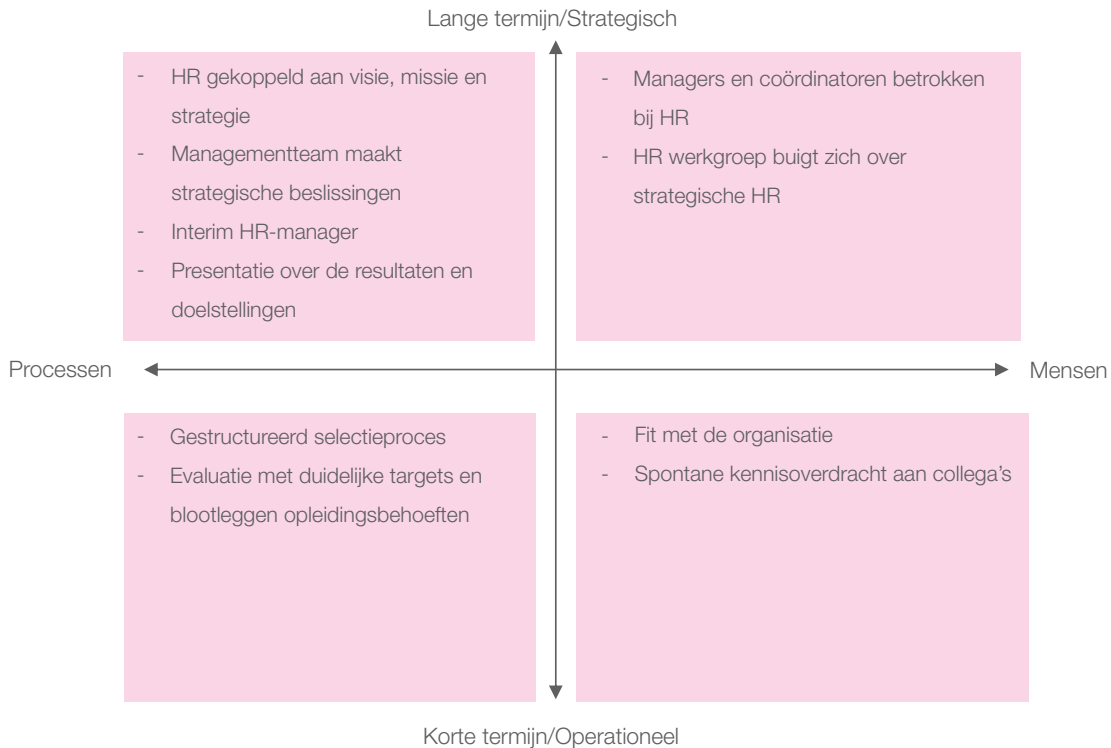 Lange termijn/Strategisch
- HR gekoppeld aan visie, missie en
strategie
- Managementteam maakt
strategische beslissingen
- Interim HR-manager
- Presentatie over de resultaten en
doelstellingen
- Managers en coördinatoren betrokken
bij HR
- HR werkgroep buigt zich over
strategische HR
Processen
Mensen
- Gestructureerd selectieproces
- Evaluatie met duidelijke targets en
blootleggen opleidingsbehoeften
- Fit met de organisatie
- Spontane kennisoverdracht aan collega’s
Korte termijn/Operationeel